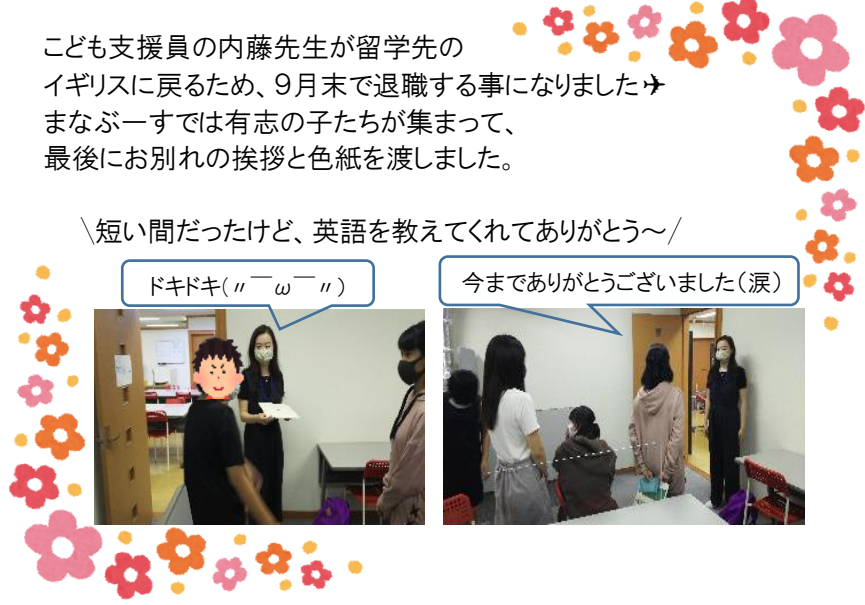 こども支援員の内藤先生が留学先の
イギリスに戻るため、９月末で退職する事になりました✈
まなぶーすでは有志の子たちが集まって、
最後にお別れの挨拶と色紙を渡しました。
\短い間だったけど、英語を教えてくれてありがとう～/
ドキドキ(〃￣ω￣〃)
今までありがとうございました（涙）